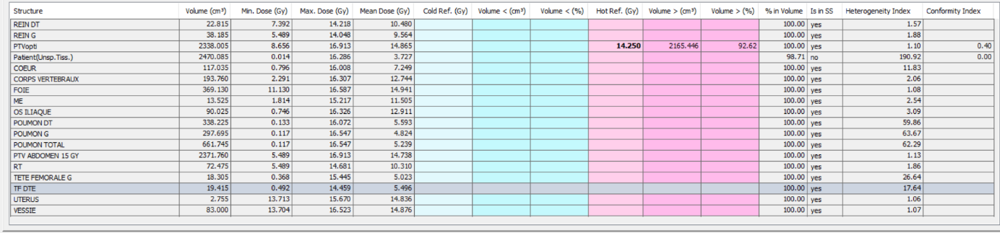 Structure Volume (cm³) Min. Dose (Gy) Max. Dose (Gy) Mean Dose (Gy) Cold Ref. (Gy) Volume < (cm³) Volume < (%) Hot Ref. (Gy) Volume > (cm³) Volume > (%) % in Volume Is in SS Heterogeneity Index Conformity Index
REIN DT 22.815 7.392 14.218 10.480 100.00 yes 1.57
REIN G 38.185 5.489 14.048 9.564 100.00 yes 1.88
PTVopti 2338.005 8.656 16.913 14.865 14.250 2165.446 92.62 100.00 yes 1.10 0.40
Patient(Unsp.Tiss.) 2470.085 0.014 16.286 3.727 98.71 no 190.92 0.00
COEUR 117.035 0.796 16.008 7.249 100.00 yes 11.83
CORPS VERTEBRAUX 193.760 2.291 16.307 12.744 100.00 yes 2.06
FOIE 369.130 11.130 16.587 14.941 100.00 yes 1.08
ME 13.525 1.814 15.217 11.505 100.00 yes 2.54
OS ILIAQUE 90.025 0.746 16.326 12.911 100.00 yes 3.09
POUMON DT 338.225 0.133 16.072 5.593 100.00 yes 59.86
POUMON G 297.695 0.117 16.547 4.824 100.00 yes 63.67
POUMON TOTAL 661.745 0.117 16.547 5.239 100.00 yes 62.29
PTV ABDOMEN 15 GY 2371.760 5.489 16.913 14.738 100.00 yes 1.13
RT 72.475 5.489 14.681 10.310 100.00 yes 1.86
TETE FEMORALE G 18.305 0.368 15.445 5.023 100.00 yes 26.64
TF DTE 19.415 0.492 14.459 5.496 100.00 yes 17.64
UTERUS 2.755 13.713 15.670 14.836 100.00 yes 1.06
VESSIE 83.000 13.704 16.523 14.876 100.00 yes 1.07